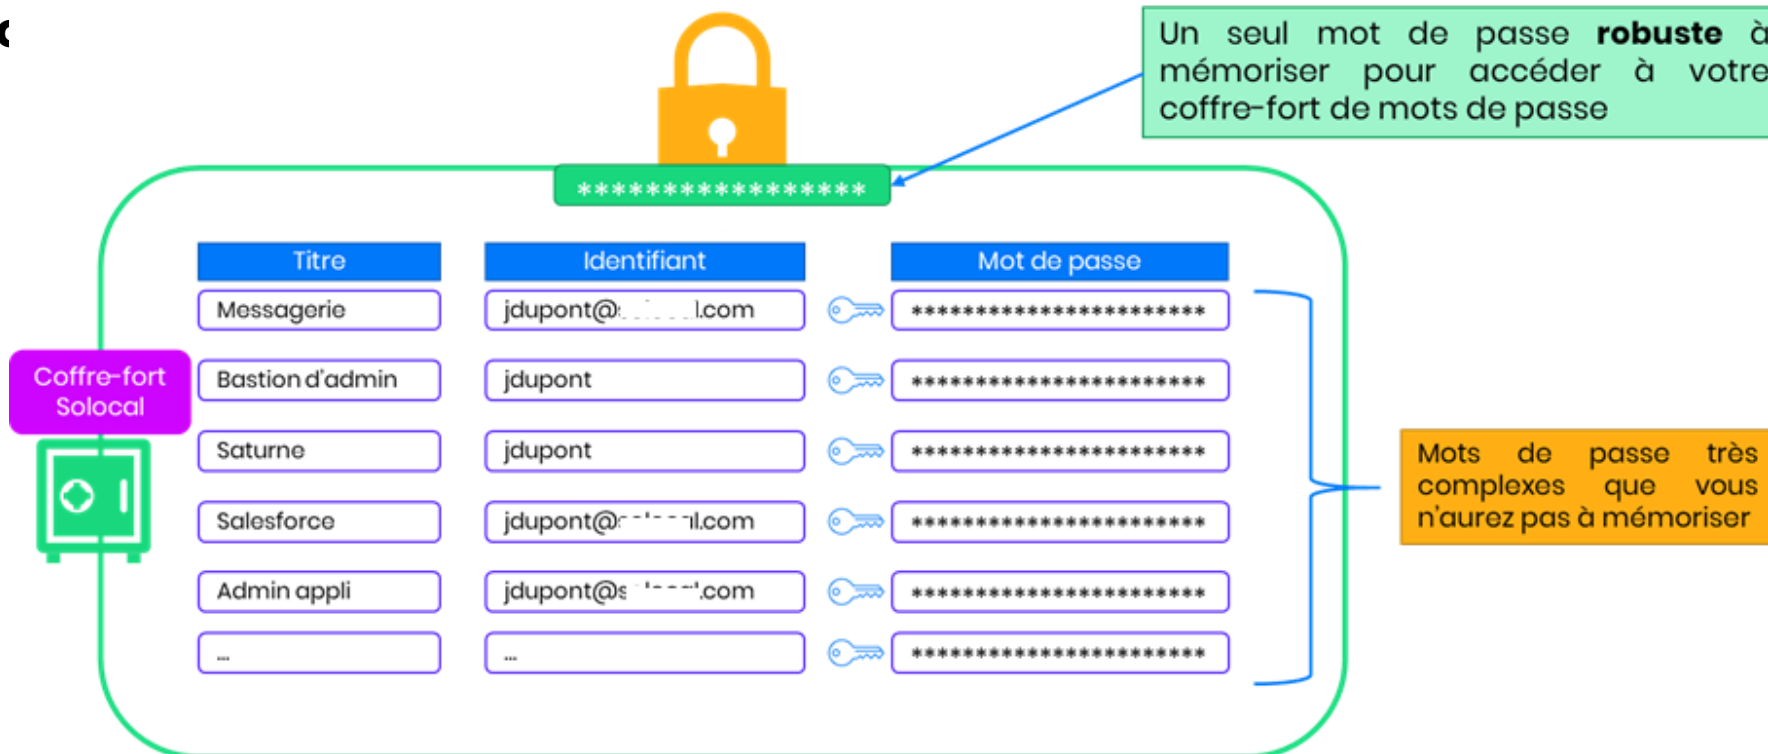 Un seul mot de passe robuste à
mémoriser pour accéder à votre
coffre-fort de mots de passe
*****************
Titre Identifiant Mot de passe
Messagerie ***********************
Bastion d'admin jdupont ***********************
Saturne jdupont ***********************
Salesforce ***********************
Admin appli ***********************
... ... ***********************
Coffre-fort
Solocal
Mots de passe très
complexes que vous
n'aurez pas à mémoriser